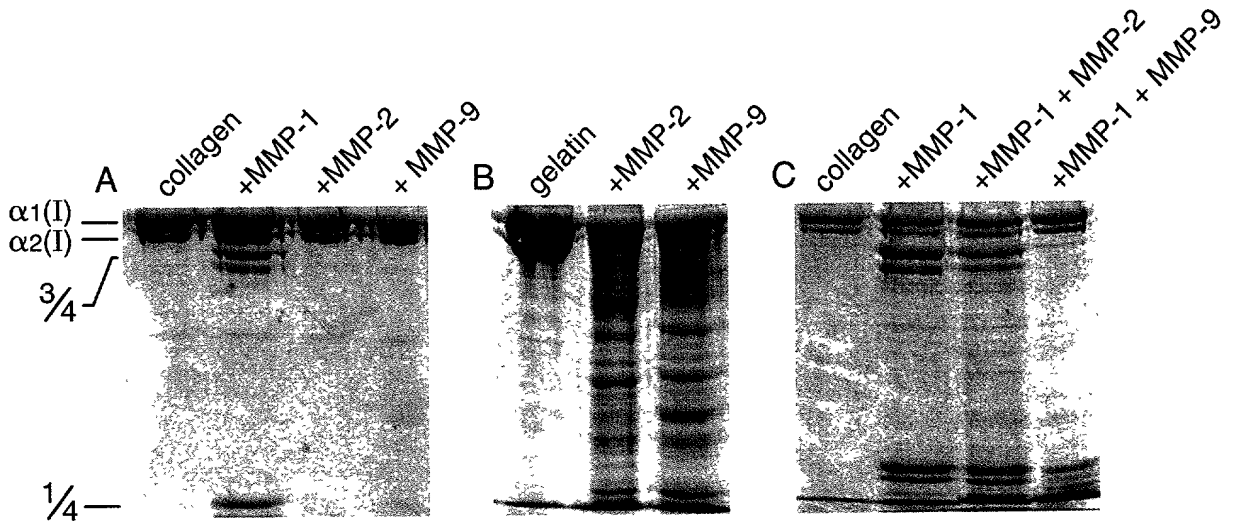 A
collagen
+MMP-1
+MMP-2
+ MMP-9
B
gelatin
+MMP-2
+MMP-9
C
collagen
+MMP-1
+MMP-1 + MMP-2
+MMP-1 + MMP-9
α1(I)
α2(I)
3/4
1/4